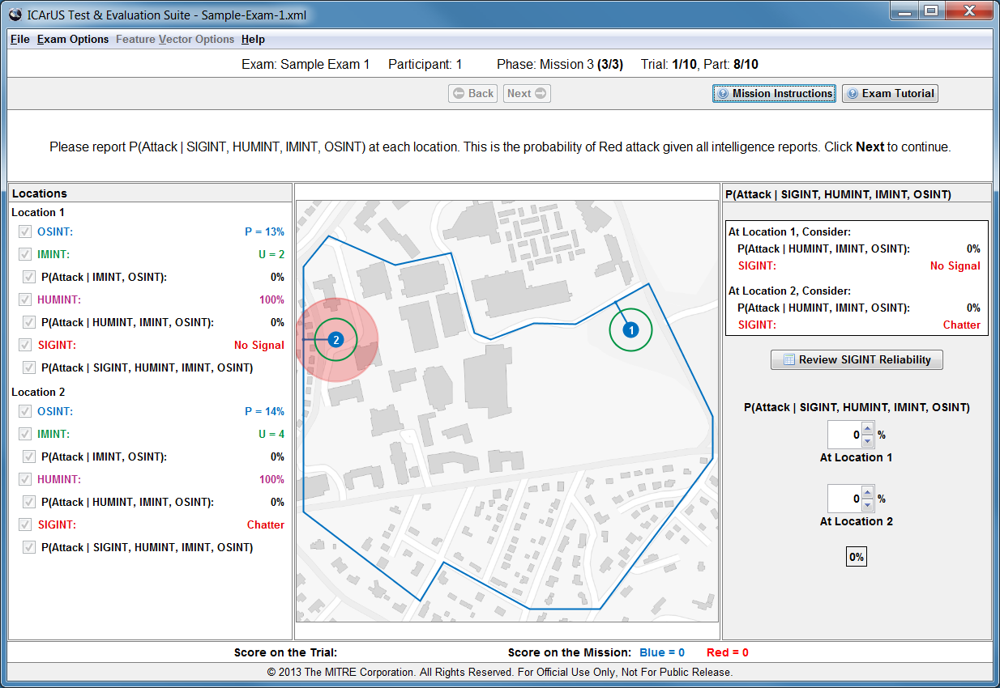 ICArUS Test & Evaluation Suite - Sample-Exam-1.xml
File Exam Options Feature Vector Options Help
Exam: Sample Exam 1 Participant: 1 Phase: Mission 3 (3/3) Trial: 1/10, Part: 8/10
Back Next Mission Instructions Exam Tutorial
Please report P(Attack | SIGINT, HUMINT, IMINT, OSINT) at each location. This is the probability of Red attack given all intelligence reports. Click Next to continue.
Locations
Location 1
OSINT: P = 13%
IMINT: U = 2
P(Attack | IMINT, OSINT): 0%
HUMINT: 100%
P(Attack | HUMINT, IMINT, OSINT): 0%
SIGINT: No Signal
P(Attack | SIGINT, HUMINT, IMINT, OSINT)
Location 2
OSINT: P = 14%
IMINT: U = 4
P(Attack | IMINT, OSINT): 0%
HUMINT: 100%
P(Attack | HUMINT, IMINT, OSINT): 0%
SIGINT: Chatter
P(Attack | SIGINT, HUMINT, IMINT, OSINT)
2
1
P(Attack | SIGINT, HUMINT, IMINT, OSINT)
At Location 1, Consider:
P(Attack | HUMINT, IMINT, OSINT): 0%
SIGINT: No Signal
At Location 2, Consider:
P(Attack | HUMINT, IMINT, OSINT): 0%
SIGINT: Chatter
Review SIGINT Reliability
P(Attack | SIGINT, HUMINT, IMINT, OSINT)
0 %
At Location 1
0 %
At Location 2
0%
Score on the Trial: Score on the Mission: Blue = 0 Red = 0
© 2013 The MITRE Corporation. All Rights Reserved. For Official Use Only, Not For Public Release.